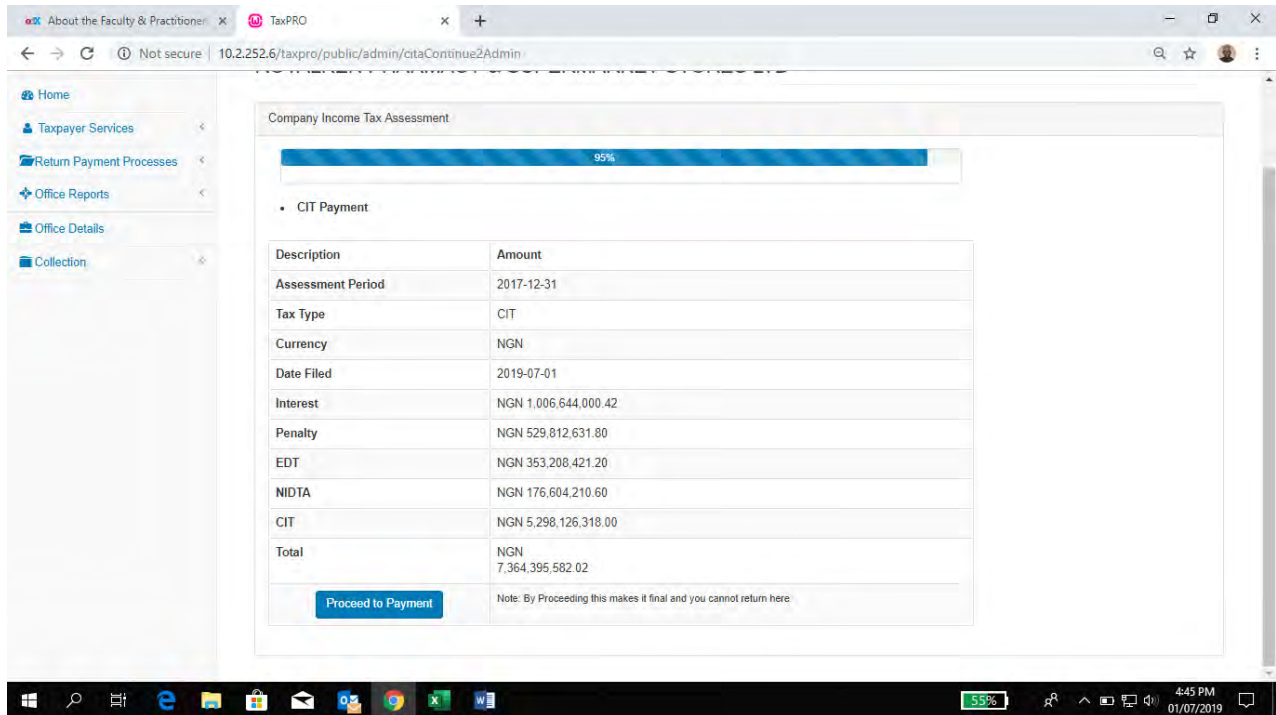 About the Faculty & Practitioner
TaxPRO
Not secure | 10.2.252.6/taxpro/public/admin/citaContinue2Admin
Home
Taxpayer Services
Return Payment Processes
Office Reports
Office Details
Collection
Company Income Tax Assessment
95%
• CIT Payment
Description Amount
Assessment Period 2017-12-31
Tax Type CIT
Currency NGN
Date Filed 2019-07-01
Interest NGN 1,006,644,000.42
Penalty NGN 529,812,631.80
EDT NGN 353,208,421.20
NIDTA NGN 176,604,210.60
CIT NGN 5,298,126,318.00
Total NGN
7,364,395,582.02
Proceed to Payment Note: By Proceeding this makes it final and you cannot return here.
55%
4:45 PM
01/07/2019